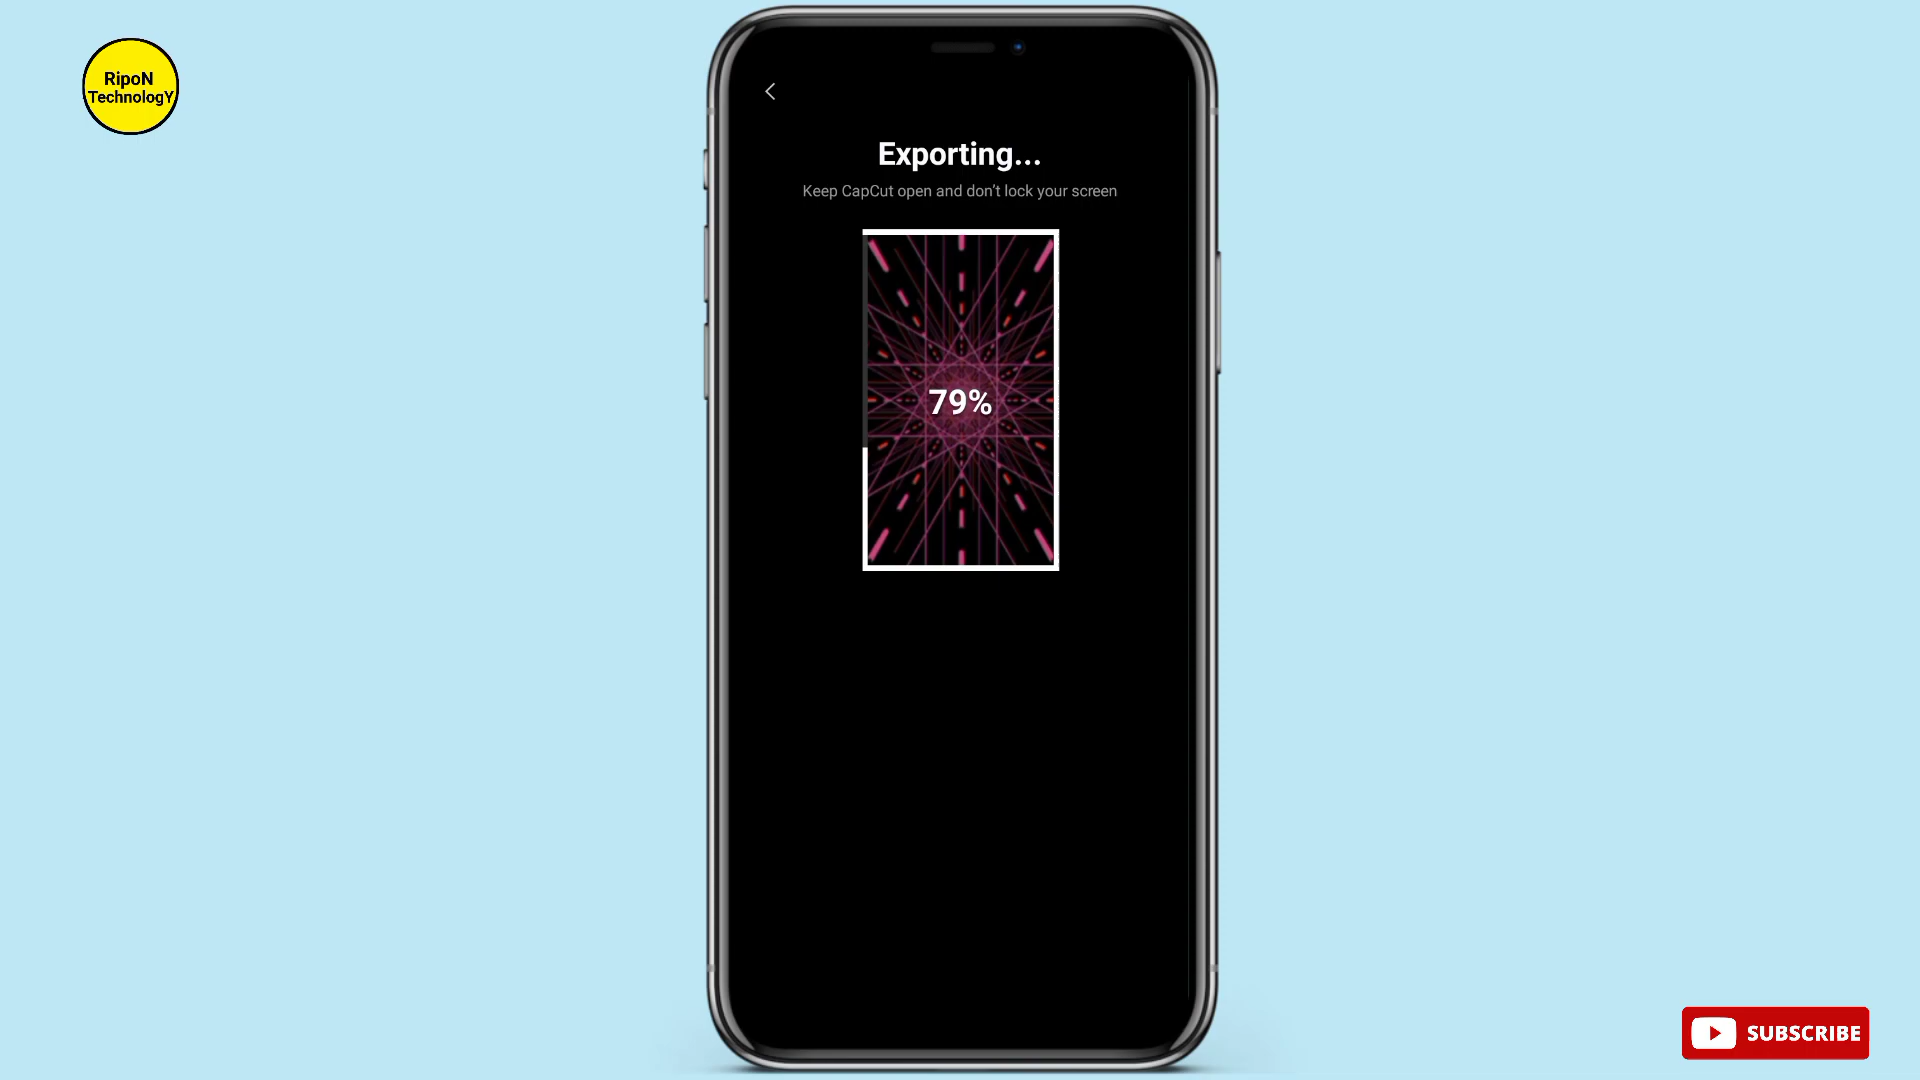 RipoN
TechnologY
Exporting...
Keep CapCut open and don't lock your screen
79%
SUBSCRIBE